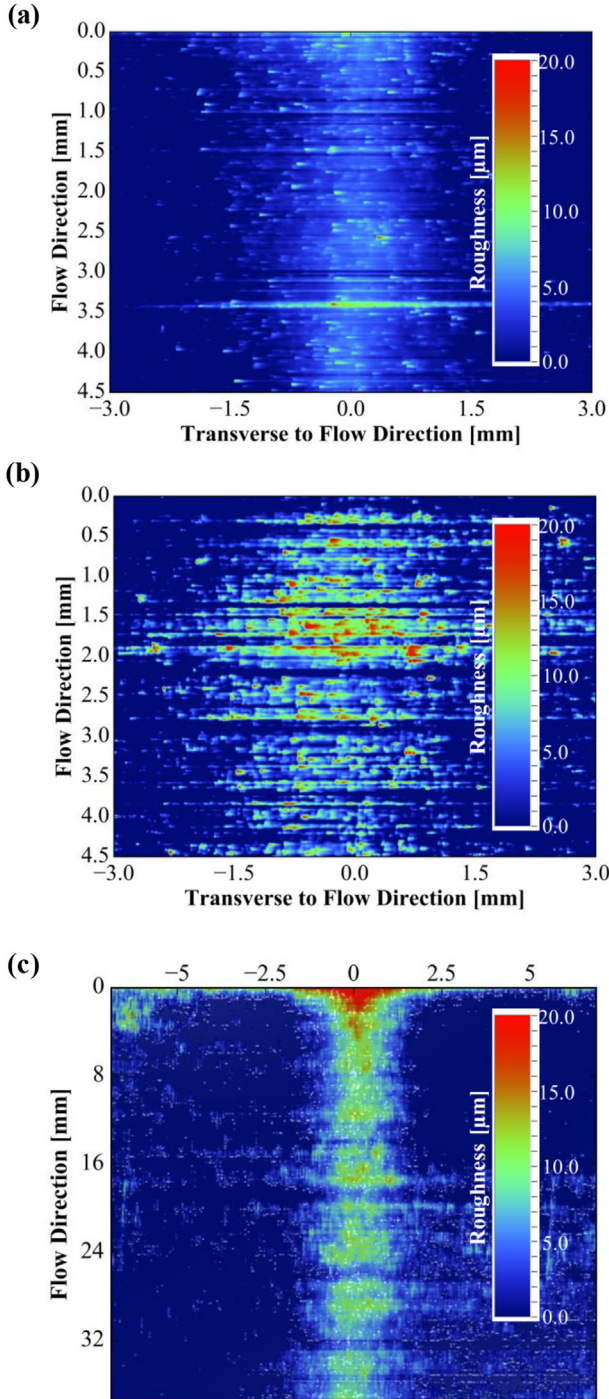 (a)
0.0
0.5
1.0
1.5
2.0
2.5
3.0
3.5
4.0
4.5
Flow Direction [mm]
−3.0 −1.5 0.0 1.5 3.0
Transverse to Flow Direction [mm]
Roughness [µm]
20.0
15.0
10.0
5.0
0.0
(b)
0.0
0.5
1.0
1.5
2.0
2.5
3.0
3.5
4.0
4.5
Flow Direction [mm]
−3.0 −1.5 0.0 1.5 3.0
Transverse to Flow Direction [mm]
Roughness [µm]
20.0
15.0
10.0
5.0
0.0
(c)
−5 −2.5 0 2.5 5
0
8
16
24
32
Flow Direction [mm]
Roughness [µm]
20.0
15.0
10.0
5.0
0.0